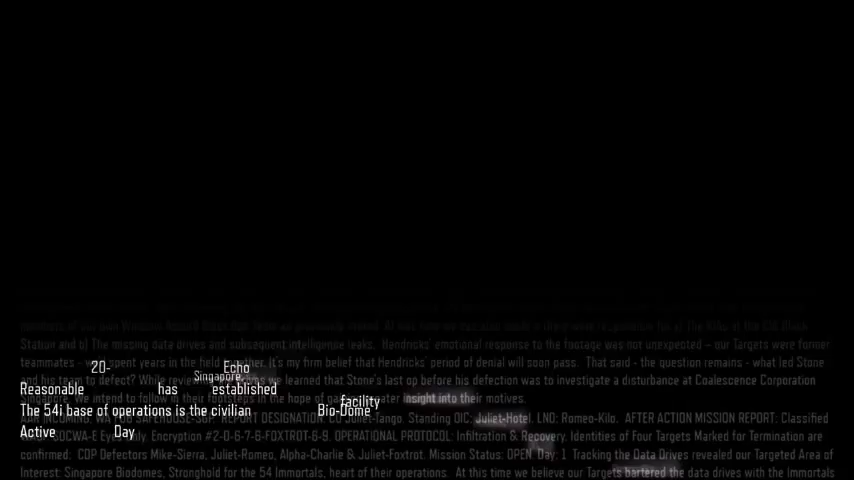 Station and b) The missing data drives and subsequent intelligence leaks. Hendricks' emotional response to the footage was not unexpected – our Targets were former
teammates - spent years in the field It's my firm belief that Hendricks' period of denial will soon pass. That said - the question remains - what led Stone
20- Echo
Singapore,
and his team to defect? While we learned that Stone's last op before his defection was to investigate a disturbance at Coalescence Corporation
Reasonable has established
Singapore. We intend to follow in their footsteps in the hope of insight into their motives.
facility
The 54i base of operations is the civilian Bio-Dome
REPORT DESIGNATION: Juliet-Tango. Standing OIC: Juliet-Hotel. LNO: Romeo-Kilo. AFTER ACTION MISSION REPORT: Classified
Active Day
Encryption #2-0-6-7-6-FOXTROT-6-9. OPERATIONAL PROTOCOL: Infiltration & Recovery. Identities of Four Targets Marked for Termination are
confirmed: CDP Defectors Mike-Sierra, Juliet-Romeo, Alpha-Charlie & Juliet-Foxtrot. Mission Status: OPEN Day: 1 Tracking the Data Drives revealed our Targeted Area of
Interest: Singapore Biodomes, Stronghold for the 54 Immortals, heart of their operations. At this time we believe our Targets bartered the data drives with the Immortals